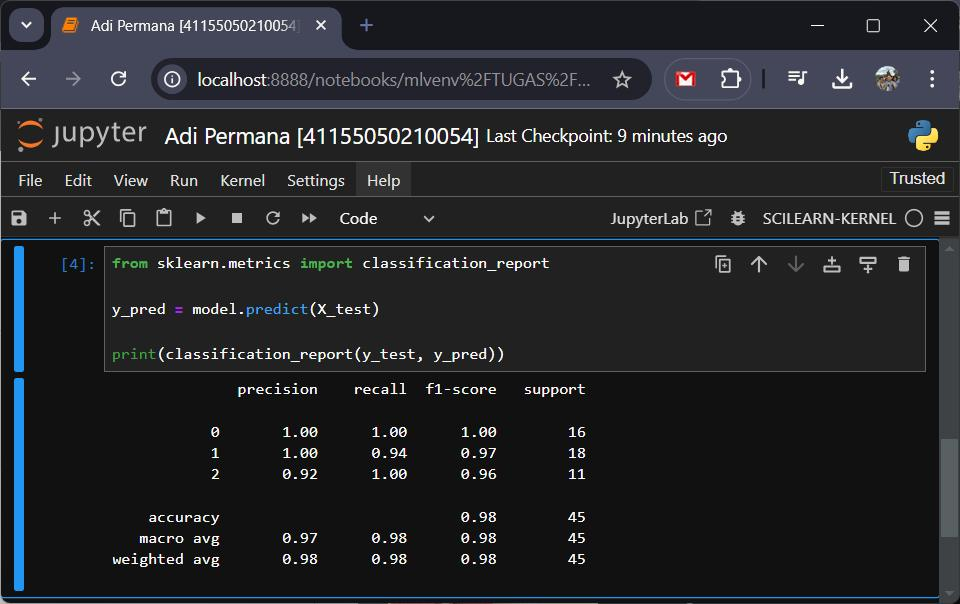 Adi Permana [41155050210054]
localhost:8888/notebooks/mlvenv%2FTUGAS%2F...
jupyter Adi Permana [41155050210054] Last Checkpoint: 9 minutes ago
File Edit View Run Kernel Settings Help Trusted
Code JupyterLab SCILEARN-KERNEL
[4]: from sklearn.metrics import classification_report
y_pred = model.predict(X_test)
print(classification_report(y_test, y_pred))
precision recall f1-score support
0 1.00 1.00 1.00 16
1 1.00 0.94 0.97 18
2 0.92 1.00 0.96 11
accuracy 0.98 45
macro avg 0.97 0.98 0.98 45
weighted avg 0.98 0.98 0.98 45